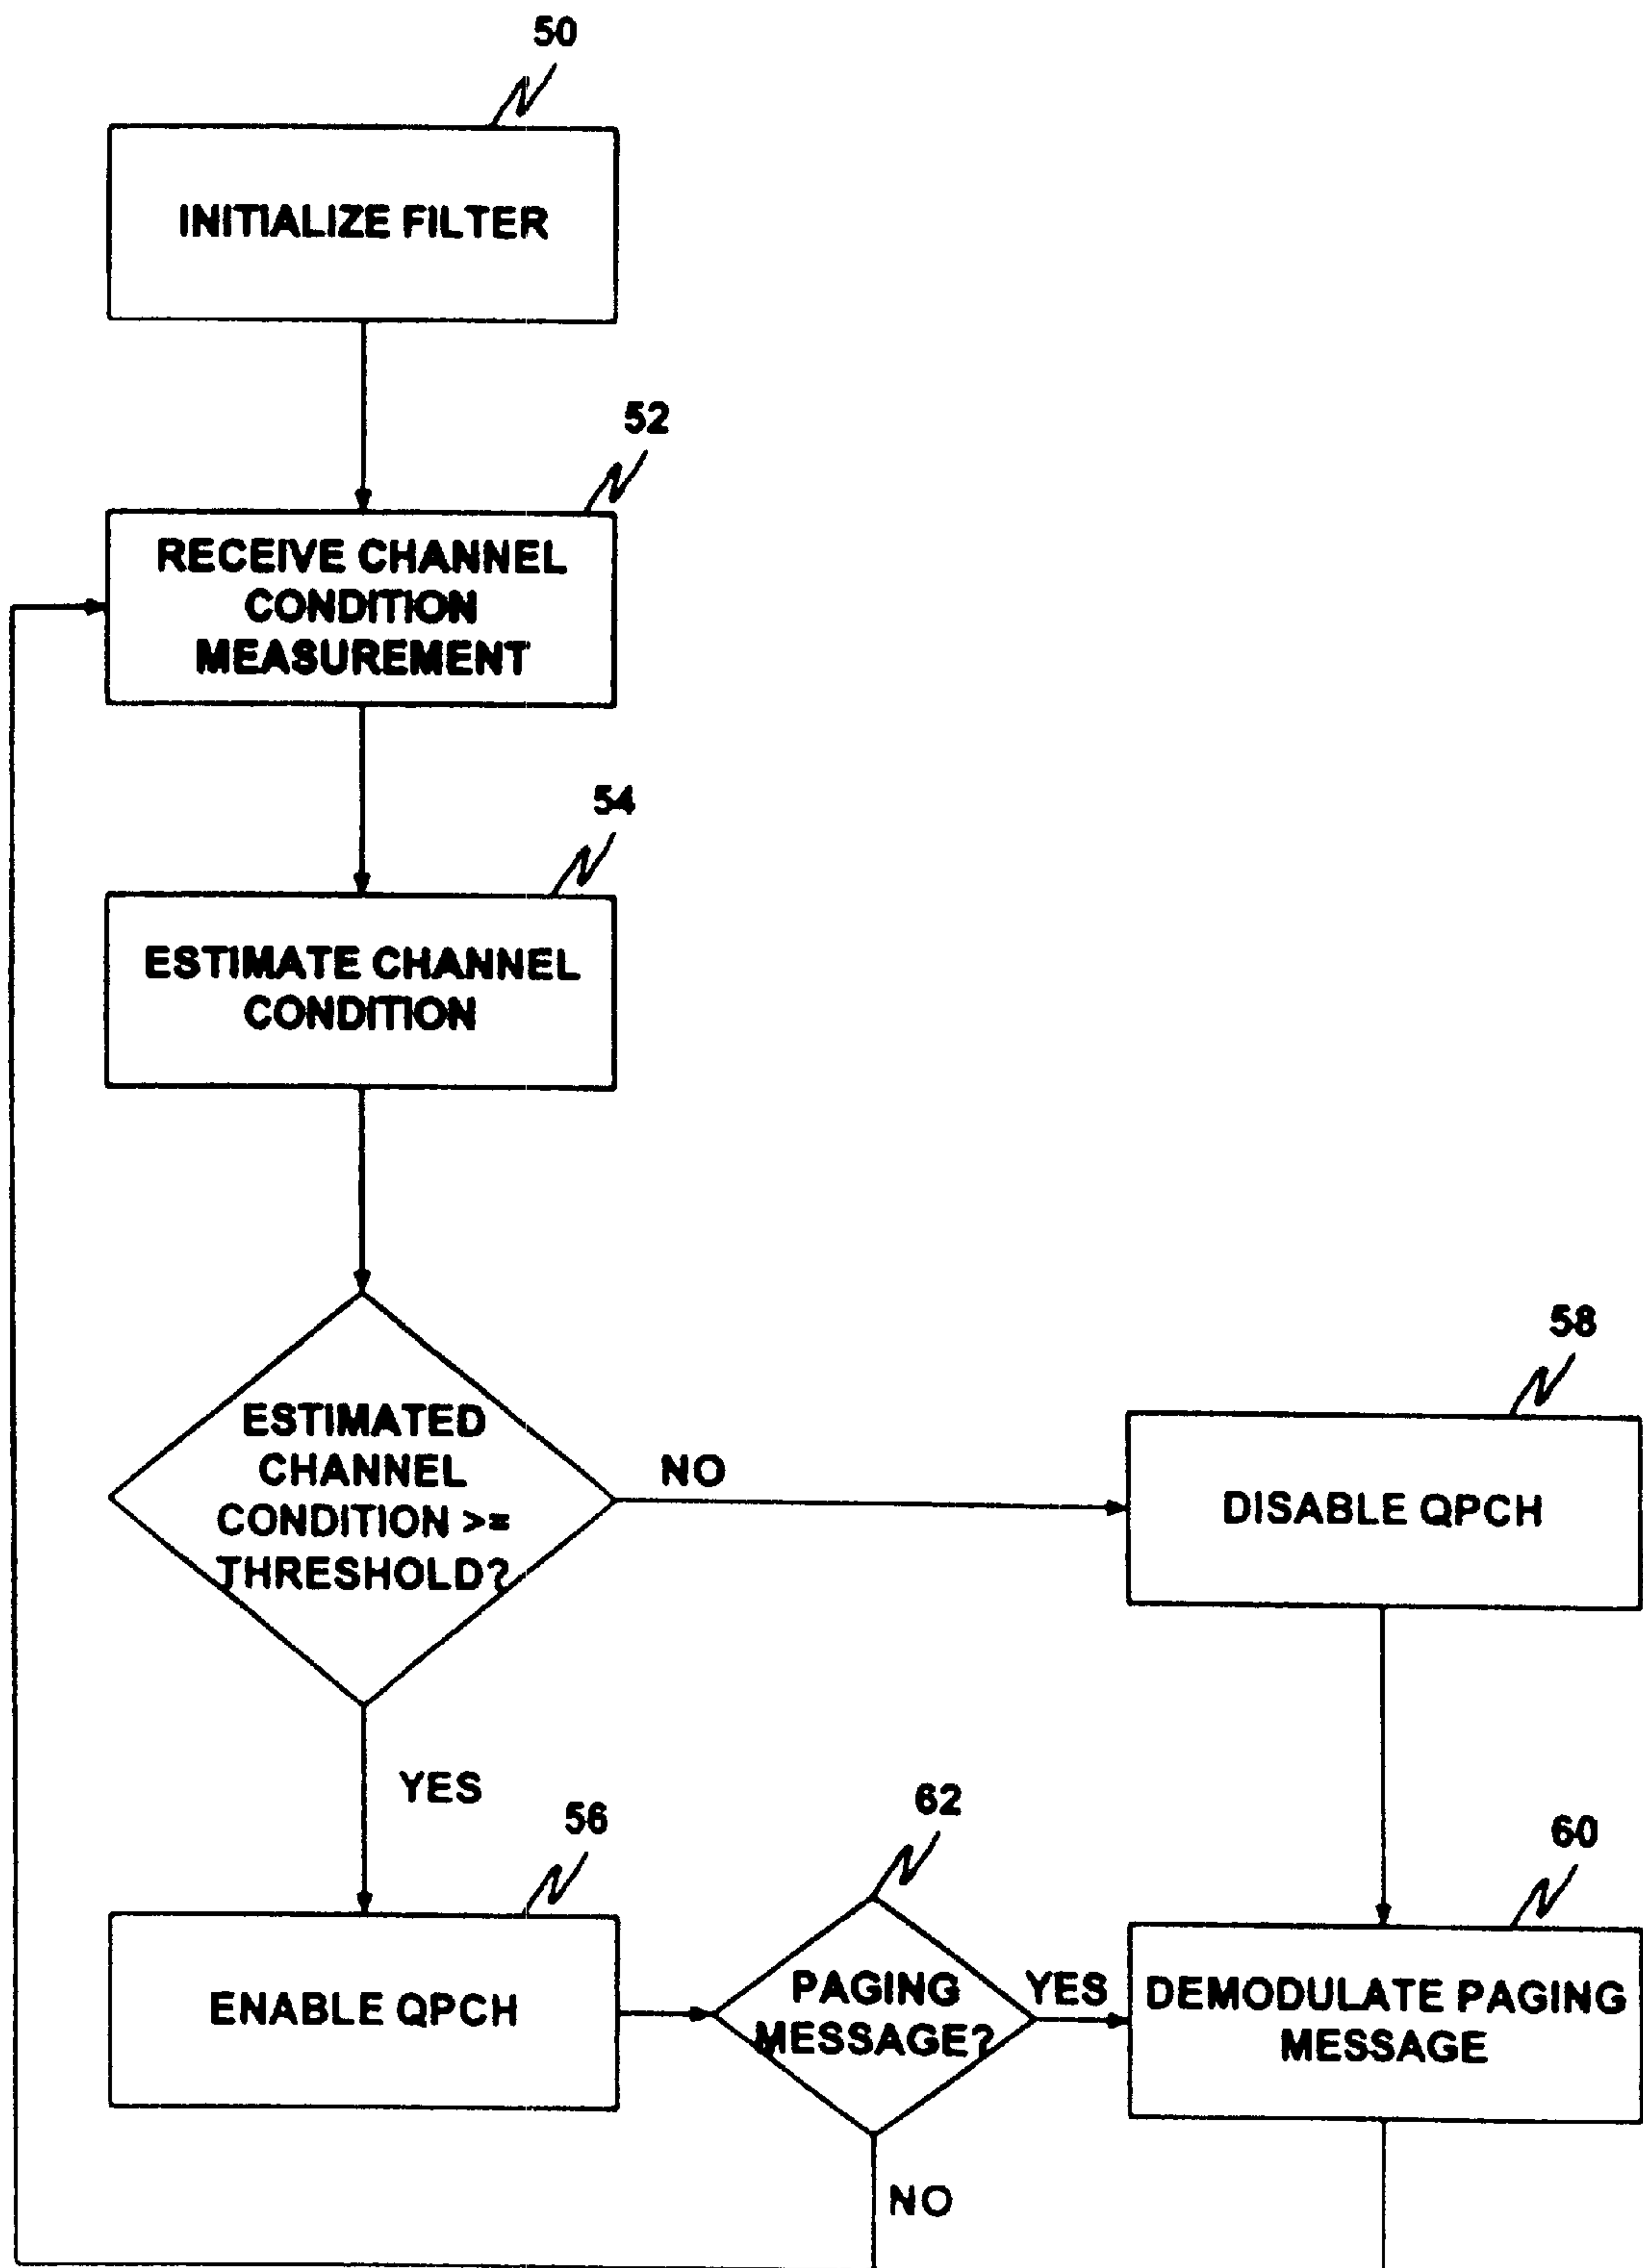 50
INITIALIZE FILTER
52
RECEIVE CHANNEL
CONDITION
MEASUREMENT
54
ESTIMATE CHANNEL
CONDITION
ESTIMATED
CHANNEL
CONDITION >=
THRESHOLD?
NO
58
DISABLE QPCH
YES
56
ENABLE QPCH
62
PAGING
MESSAGE?
YES
60
DEMODULATE PAGING
MESSAGE
NO